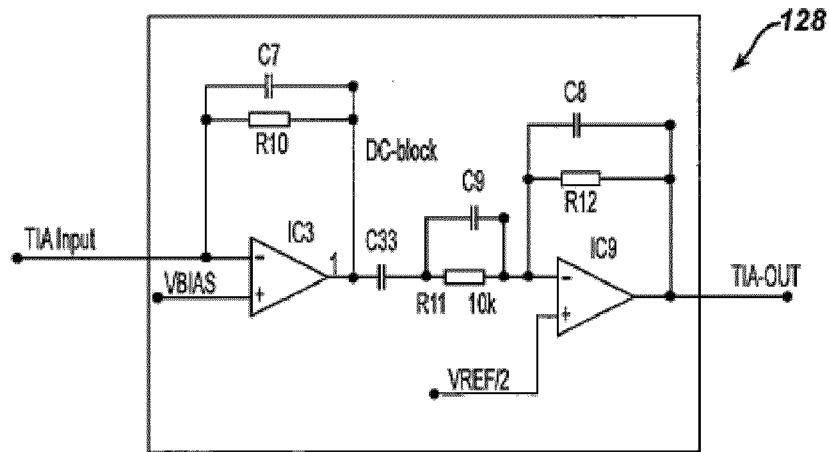 128
C7
R10
DC-block
C8
R12
C9
TIA Input
IC3
-
1
C33
IC9
-
VBIAS
+
R11 10k
+
TIA-OUT
VREF/2